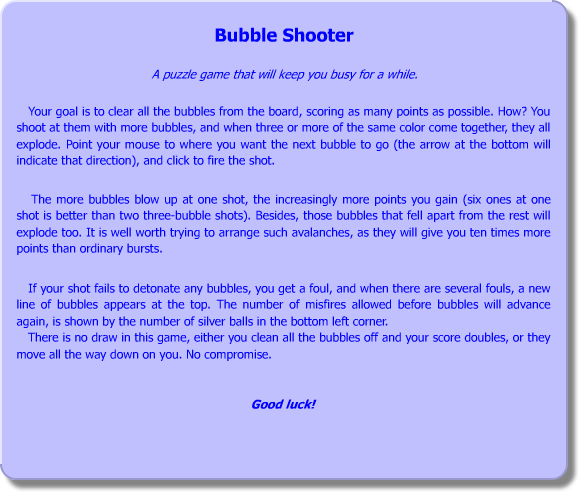 Bubble Shooter
A puzzle game that will keep you busy for a while.
Your goal is to clear all the bubbles from the board, scoring as many points as possible. How? You
shoot at them with more bubbles, and when three or more of the same color come together, they all
explode. Point your mouse to where you want the next bubble to go (the arrow at the bottom will
indicate that direction), and click to fire the shot.
The more bubbles blow up at one shot, the increasingly more points you gain (six ones at one
shot is better than two three-bubble shots). Besides, those bubbles that fell apart from the rest will
explode too. It is well worth trying to arrange such avalanches, as they will give you ten times more
points than ordinary bursts.
If your shot fails to detonate any bubbles, you get a foul, and when there are several fouls, a new
line of bubbles appears at the top. The number of misfires allowed before bubbles will advance
again, is shown by the number of silver balls in the bottom left corner.
There is no draw in this game, either you clean all the bubbles off and your score doubles, or they
move all the way down on you. No compromise.
Good luck!